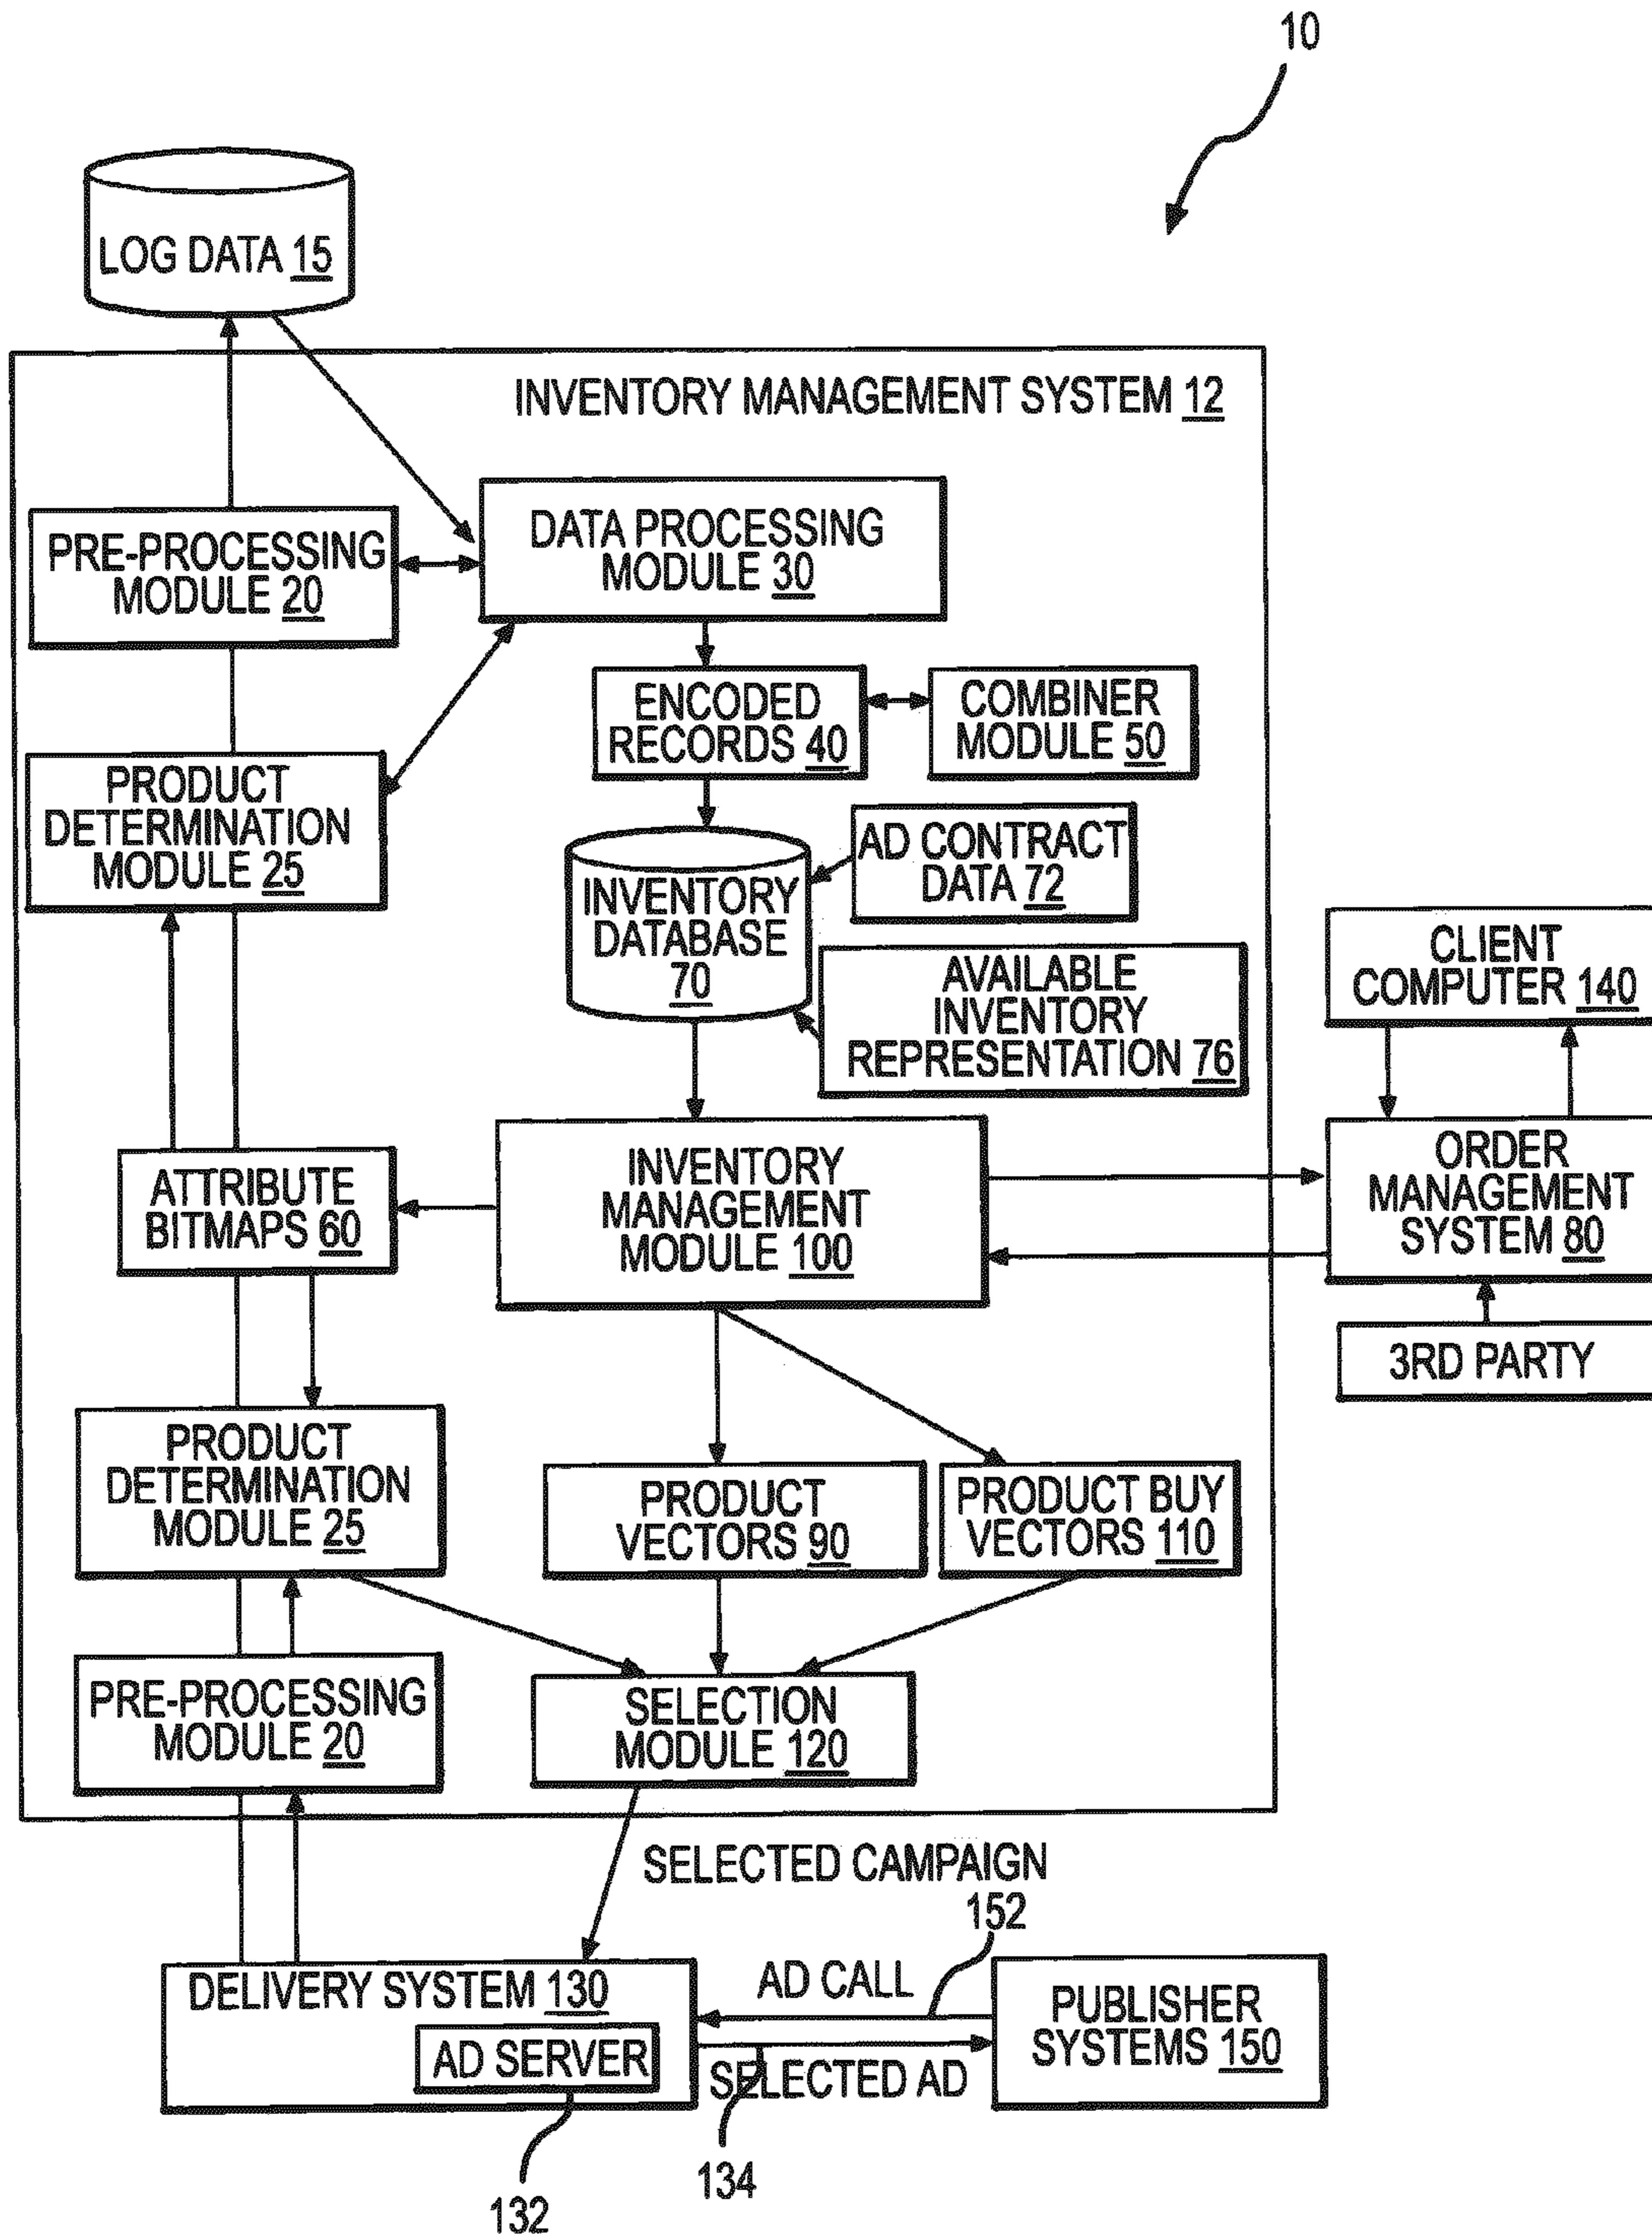 10
LOG DATA 15
INVENTORY MANAGEMENT SYSTEM 12
PRE-PROCESSING
MODULE 20
DATA PROCESSING
MODULE 30
ENCODED
RECORDS 40
COMBINER
MODULE 50
PRODUCT
DETERMINATION
MODULE 25
AD CONTRACT
DATA 72
INVENTORY
DATABASE
70
AVAILABLE
INVENTORY
REPRESENTATION 76
CLIENT
COMPUTER 140
ATTRIBUTE
BITMAPS 60
INVENTORY
MANAGEMENT
MODULE 100
ORDER
MANAGEMENT
SYSTEM 80
3RD PARTY
PRODUCT
DETERMINATION
MODULE 25
PRODUCT
VECTORS 90
PRODUCT BUY
VECTORS 110
PRE-PROCESSING
MODULE 20
SELECTION
MODULE 120
SELECTED CAMPAIGN
152
DELIVERY SYSTEM 130
AD SERVER
AD CALL
SELECTED AD
PUBLISHER
SYSTEMS 150
134
132